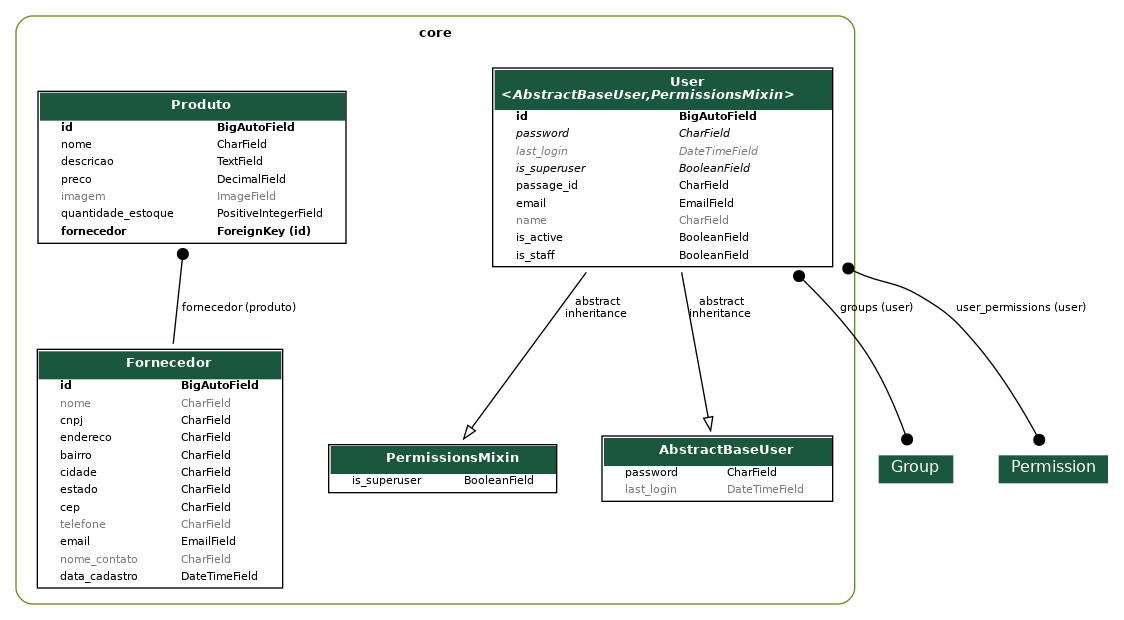 core
Produto
id BigAutoField
nome CharField
descricao TextField
preco DecimalField
imagem ImageField
quantidade_estoque PositiveIntegerField
fornecedor ForeignKey (id)
User
<AbstractBaseUser,PermissionsMixin>
id BigAutoField
password CharField
last_login DateTimeField
is_superuser BooleanField
passage_id CharField
email EmailField
name CharField
is_active BooleanField
is_staff BooleanField
fornecedor (produto)
abstract
inheritance
abstract
inheritance
groups (user)
user_permissions (user)
Fornecedor
id BigAutoField
nome CharField
cnpj CharField
endereco CharField
bairro CharField
cidade CharField
estado CharField
cep CharField
telefone CharField
email EmailField
nome_contato CharField
data_cadastro DateTimeField
PermissionsMixin
is_superuser BooleanField
AbstractBaseUser
password CharField
last_login DateTimeField
Group
Permission